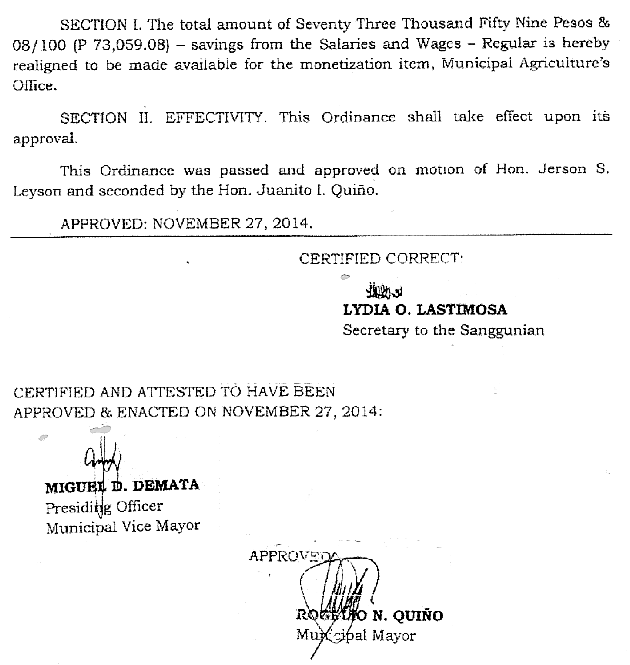 SECTION I. The total amount of Seventy Three Thousand Fifty Nine Pesos &
08/100 (P 73,059.08) – savings from the Salaries and Wages – Regular is hereby
realigned to be made available for the monetization item, Municipal Agriculture's
Office.
SECTION II. EFFECTIVITY. This Ordinance shall take effect upon its
approval.
This Ordinance was passed and approved on motion of Hon. Jerson S.
Leyson and seconded by the Hon. Juanito I. Quiño.
APPROVED: NOVEMBER 27, 2014.
CERTIFIED CORRECT:
LYDIA O. LASTIMOSA
Secretary to the Sanggunian
CERTIFIED AND ATTESTED TO HAVE BEEN
APPROVED & ENACTED ON NOVEMBER 27, 2014:
MIGUEL D. DEMATA
Presiding Officer
Municipal Vice Mayor
APPROVED:
ROGELIO N. QUIÑO
Municipal Mayor